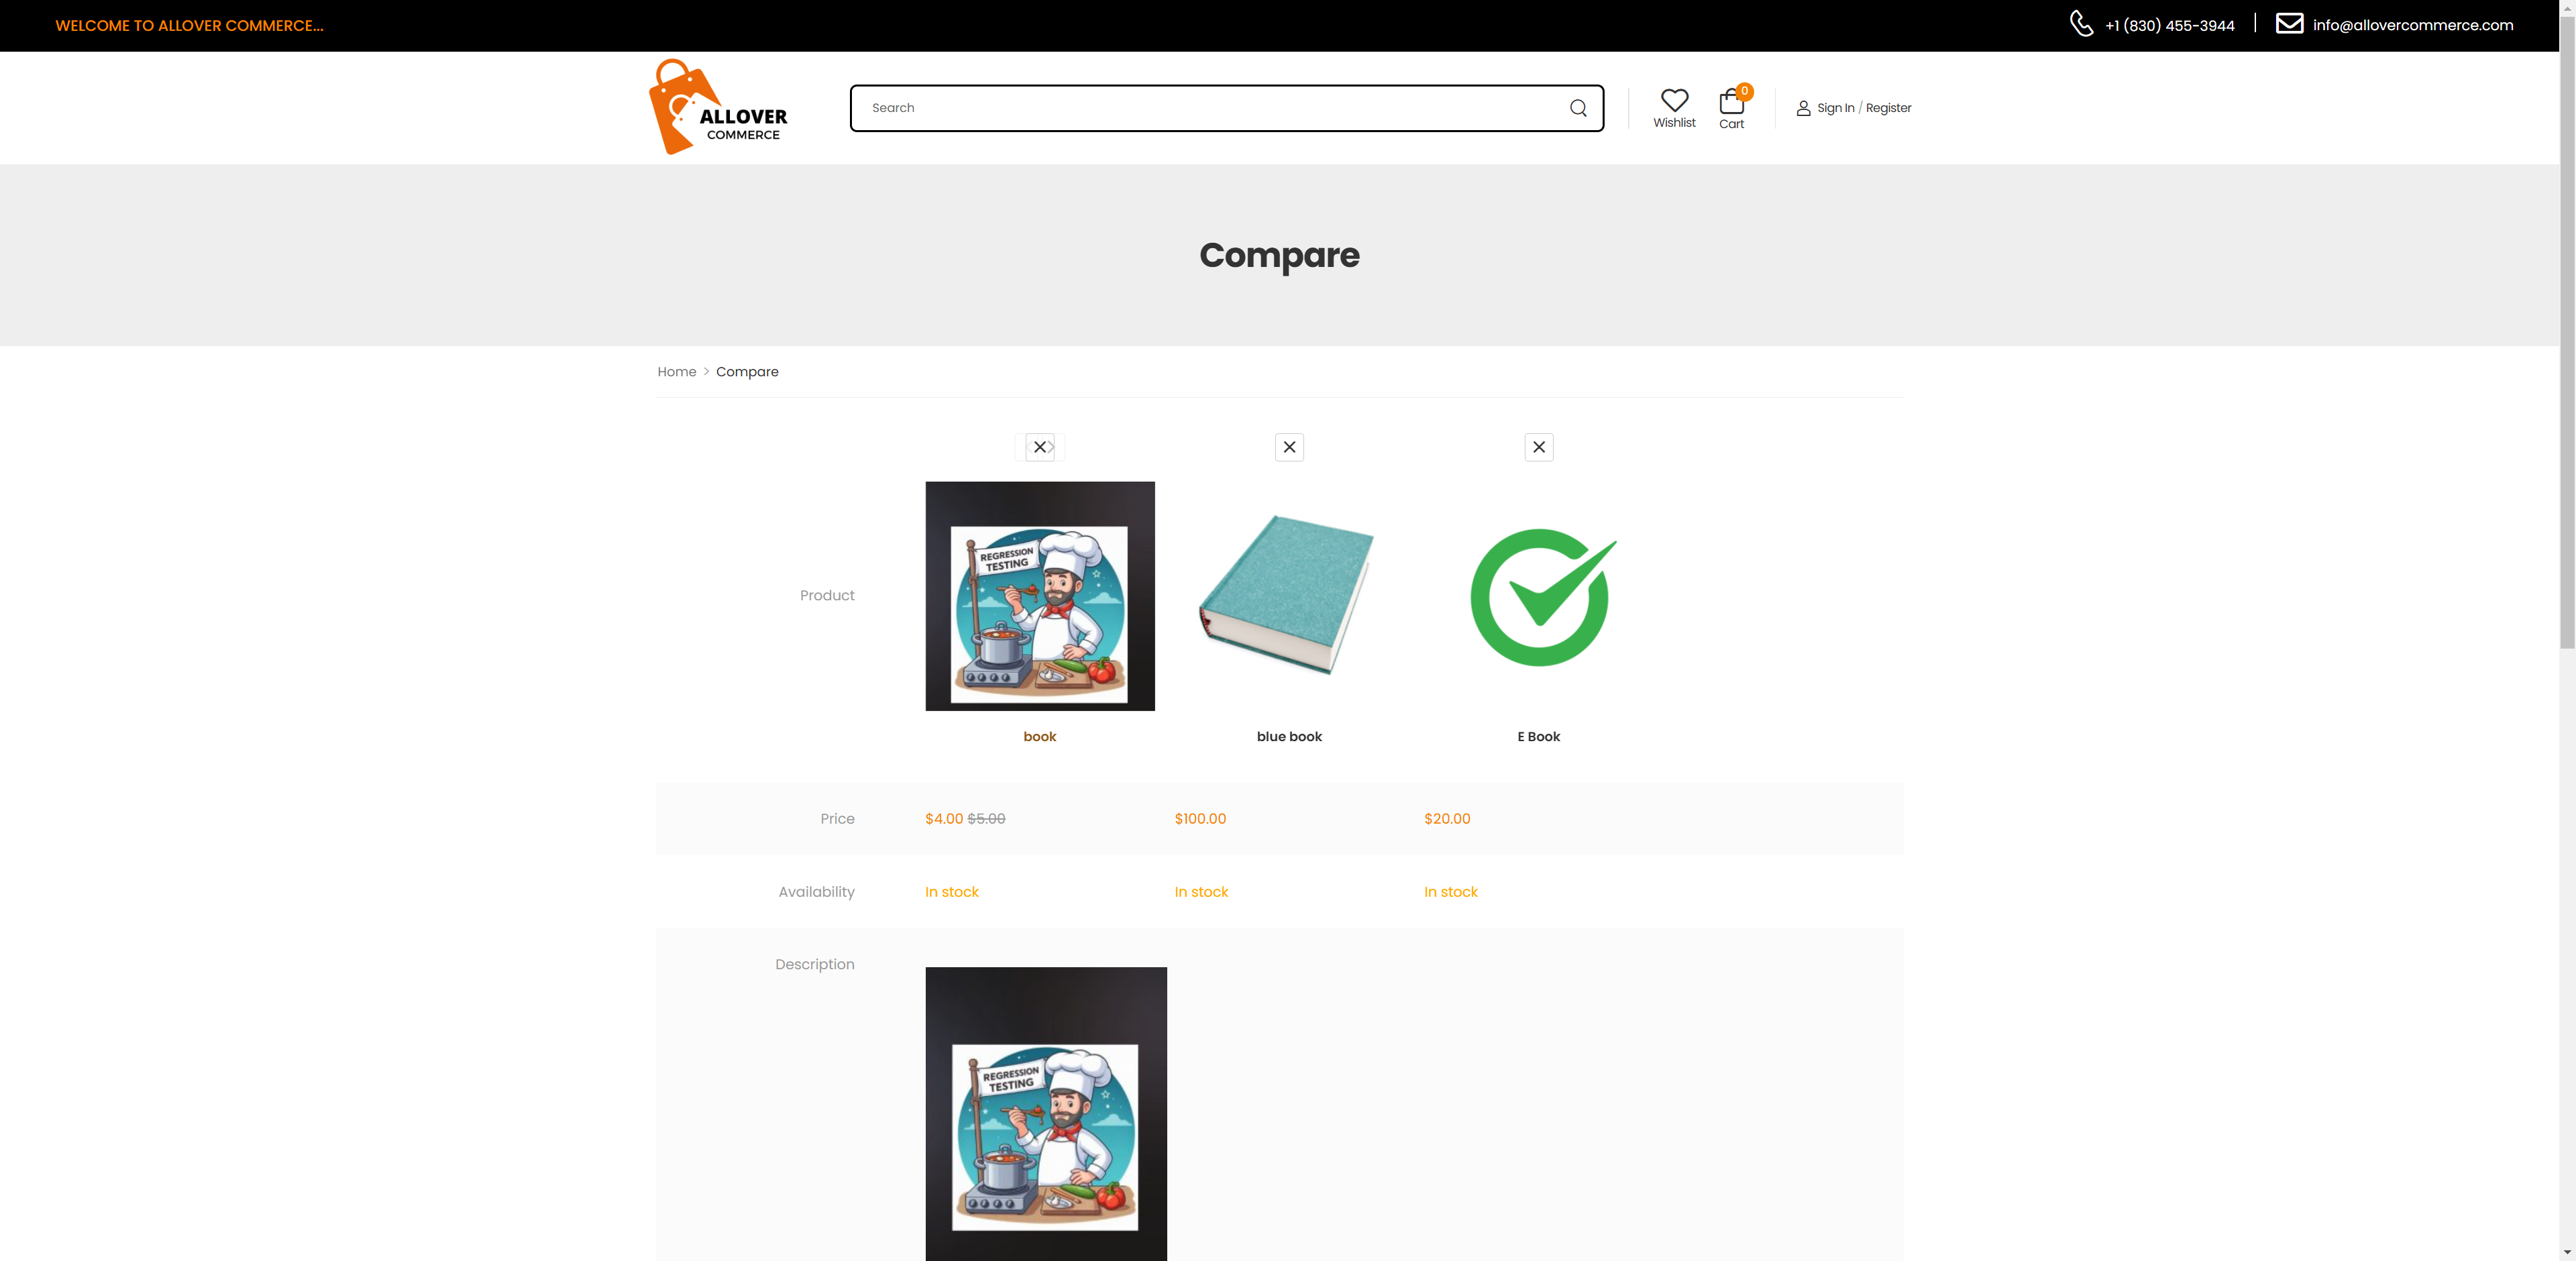 WELCOME TO ALLOVER COMMERCE...
+1 (830) 455-3944
info@allovercommerce.com
ALLOVER
COMMERCE
Search
Wishlist
0
Cart
Sign In / Register
Compare
Home > Compare
Product
REGRESSION
TESTING
book
blue book
E Book
Price
$4.00 $5.00
$100.00
$20.00
Availability
In stock
In stock
In stock
Description
REGRESSION
TESTING